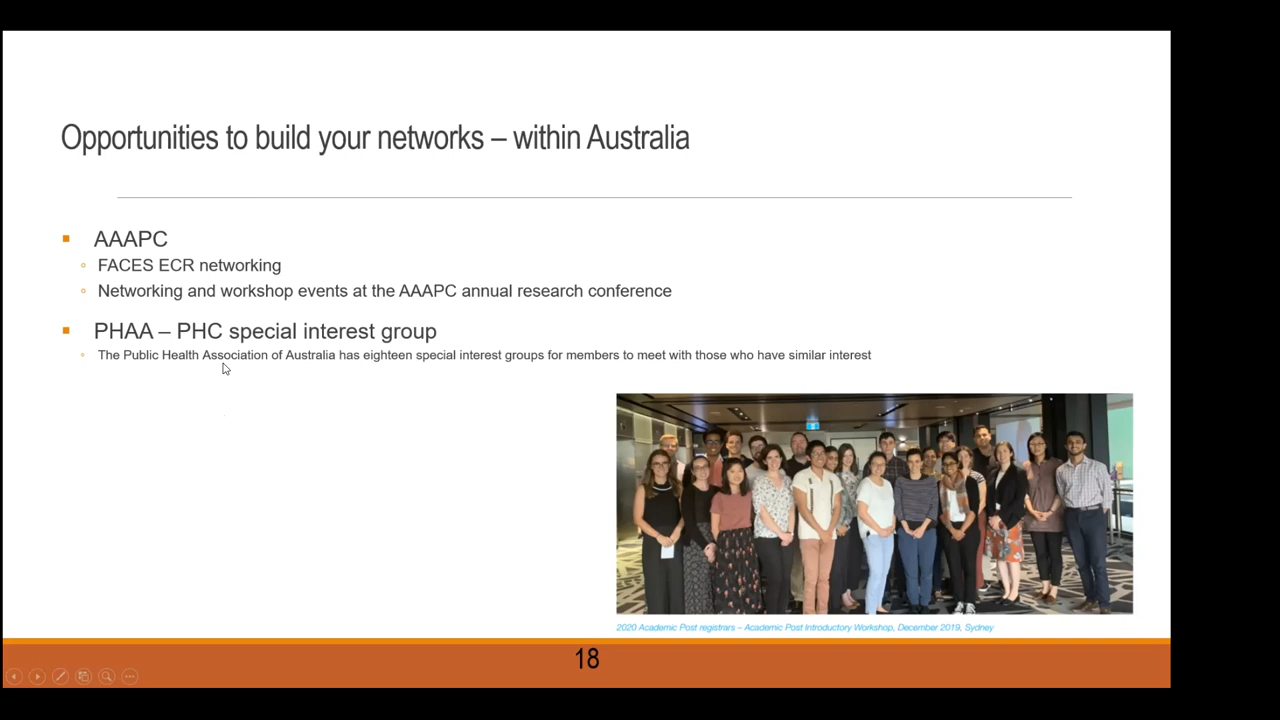 Opportunities to build your networks – within Australia
AAAPC
FACES ECR networking
Networking and workshop events at the AAAPC annual research conference
PHAA – PHC special interest group
The Public Health Association of Australia has eighteen special interest groups for members to meet with those who have similar interest
2020 Academic Post registrars – Academic Post Introductory Workshop, December 2019, Sydney
18